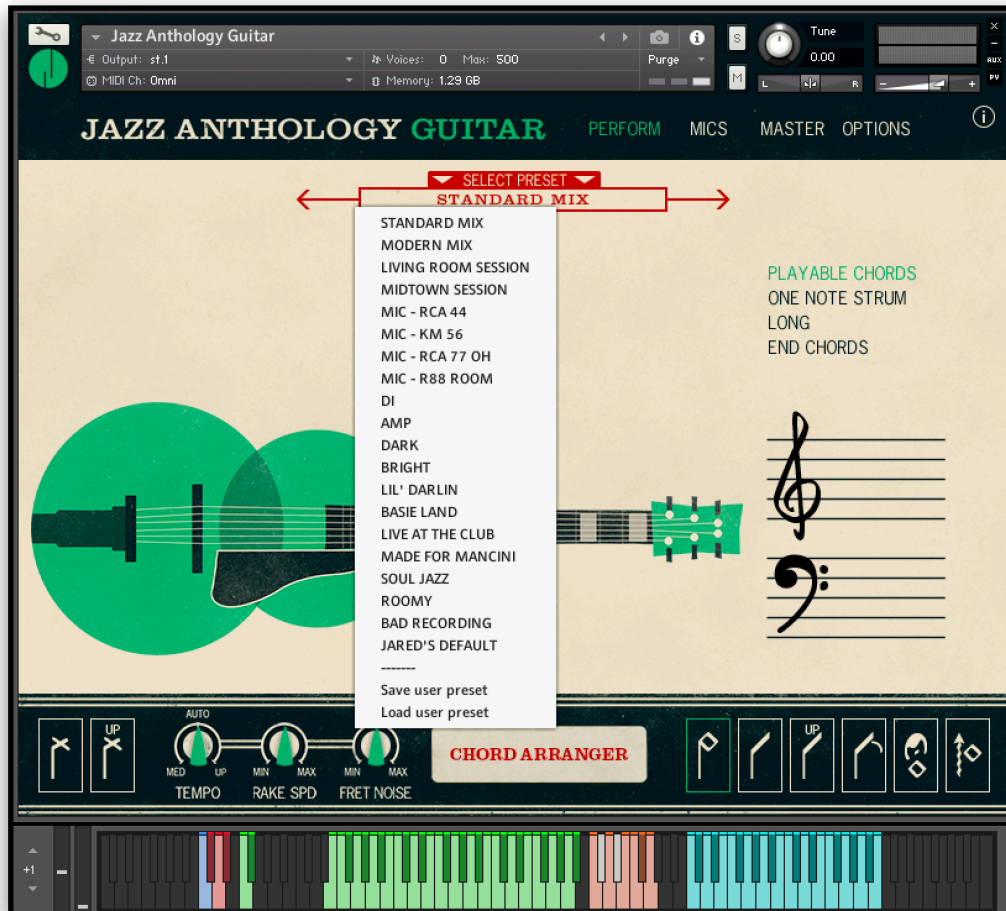 Jazz Anthology Guitar
Output: st.1
Voices: 0 Max: 500
Purge
MIDI Ch: Omni
Memory: 1.29 GB
S
M
Tune
0.00
L R
- +
×
-
AUX
PV
JAZZ ANTHOLOGY GUITAR
PERFORM MICS MASTER OPTIONS
i
SELECT PRESET
STANDARD MIX
STANDARD MIX
MODERN MIX
LIVING ROOM SESSION
MIDTOWN SESSION
MIC - RCA 44
MIC - KM 56
MIC - RCA 77 OH
MIC - R88 ROOM
DI
AMP
DARK
BRIGHT
LIL' DARLIN
BASIE LAND
LIVE AT THE CLUB
MADE FOR MANCINI
SOUL JAZZ
ROOMY
BAD RECORDING
JARED'S DEFAULT
-------
Save user preset
Load user preset
PLAYABLE CHORDS
ONE NOTE STRUM
LONG
END CHORDS
UP
AUTO
MED UP
TEMPO
MIN MAX
RAKE SPD
MIN MAX
FRET NOISE
CHORD ARRANGER
UP
+1